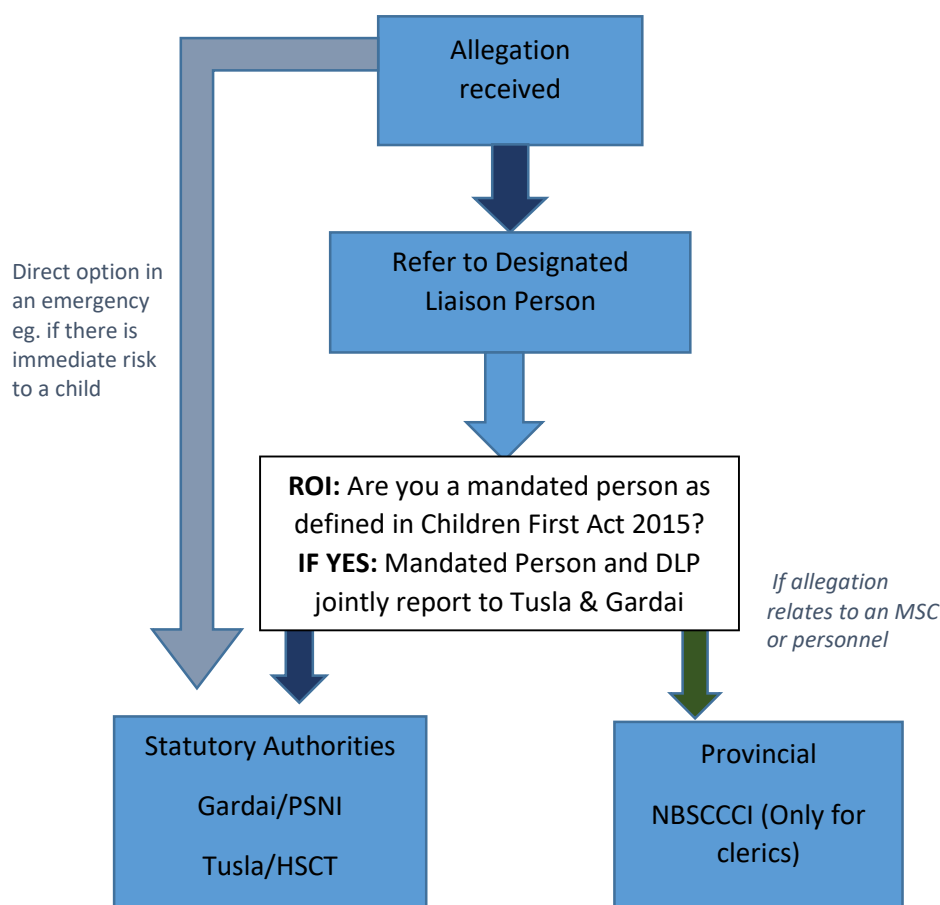 Allegation
received
Refer to Designated
Liaison Person
Direct option in
an emergency
eg. if there is
immediate risk
to a child
ROI: Are you a mandated person as
defined in Children First Act 2015?
IF YES: Mandated Person and DLP
jointly report to Tusla & Gardai
If allegation
relates to an MSC
or personnel
Statutory Authorities
Gardai/PSNI
Tusla/HSCT
Provincial
NBSCCCI (Only for
clerics)